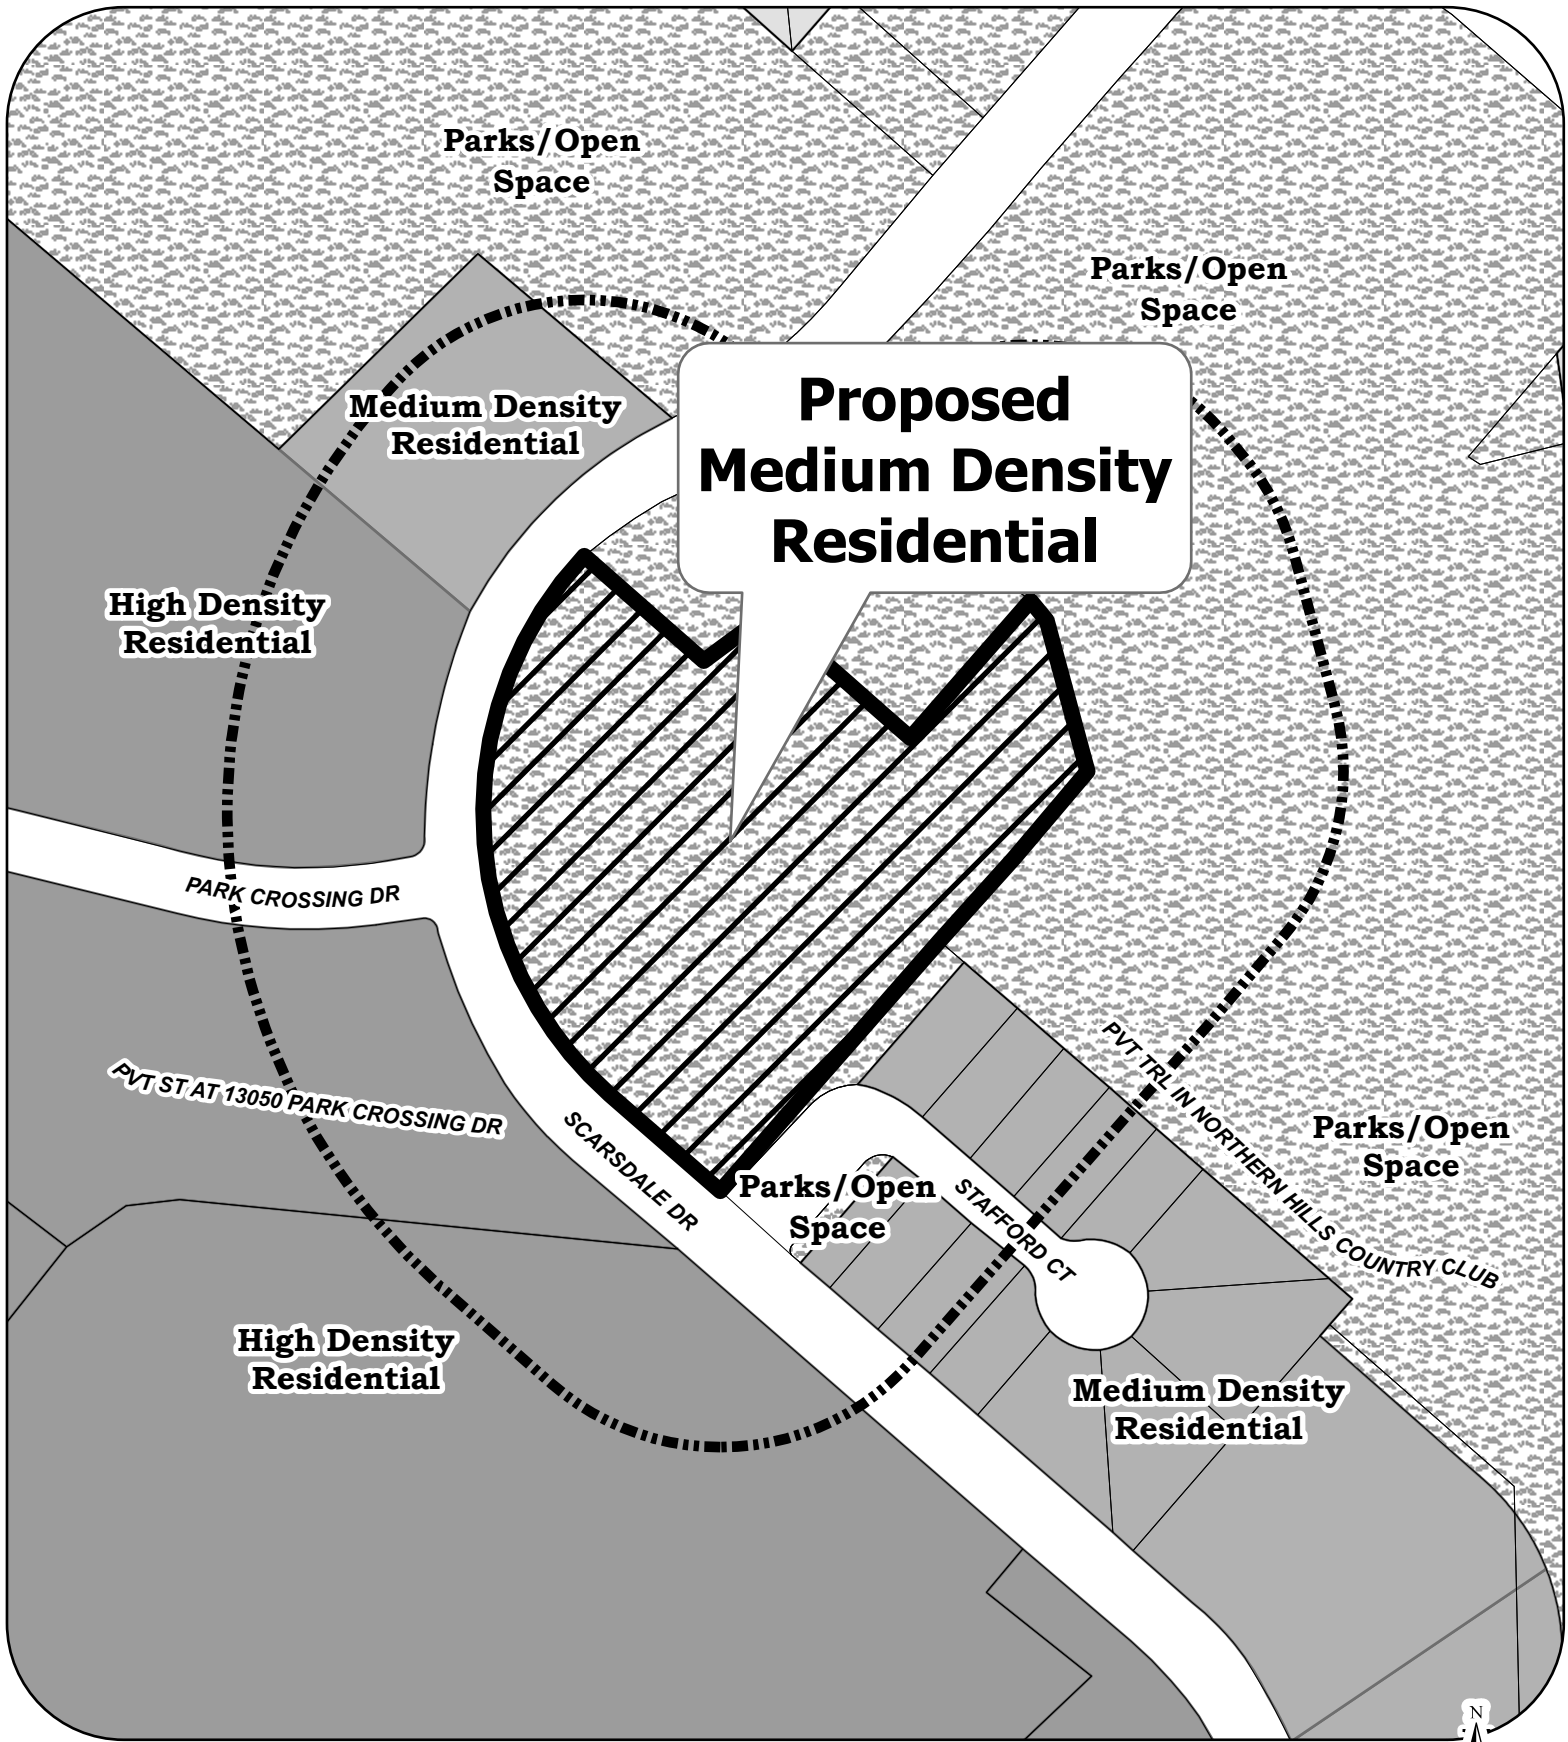 Parks/Open
Space
Parks/Open
Space
Proposed
Medium Density
Residential
Medium Density
Residential
High Density
Residential
PARK CROSSING DR
PVT ST AT 13050 PARK CROSSING DR
SCARSDALE DR
PVT TRL IN NORTHERN HILLS COUNTRY CLUB
Parks/Open
Space
Parks/Open
Space
STAFFORD CT
High Density
Residential
Medium Density
Residential
N